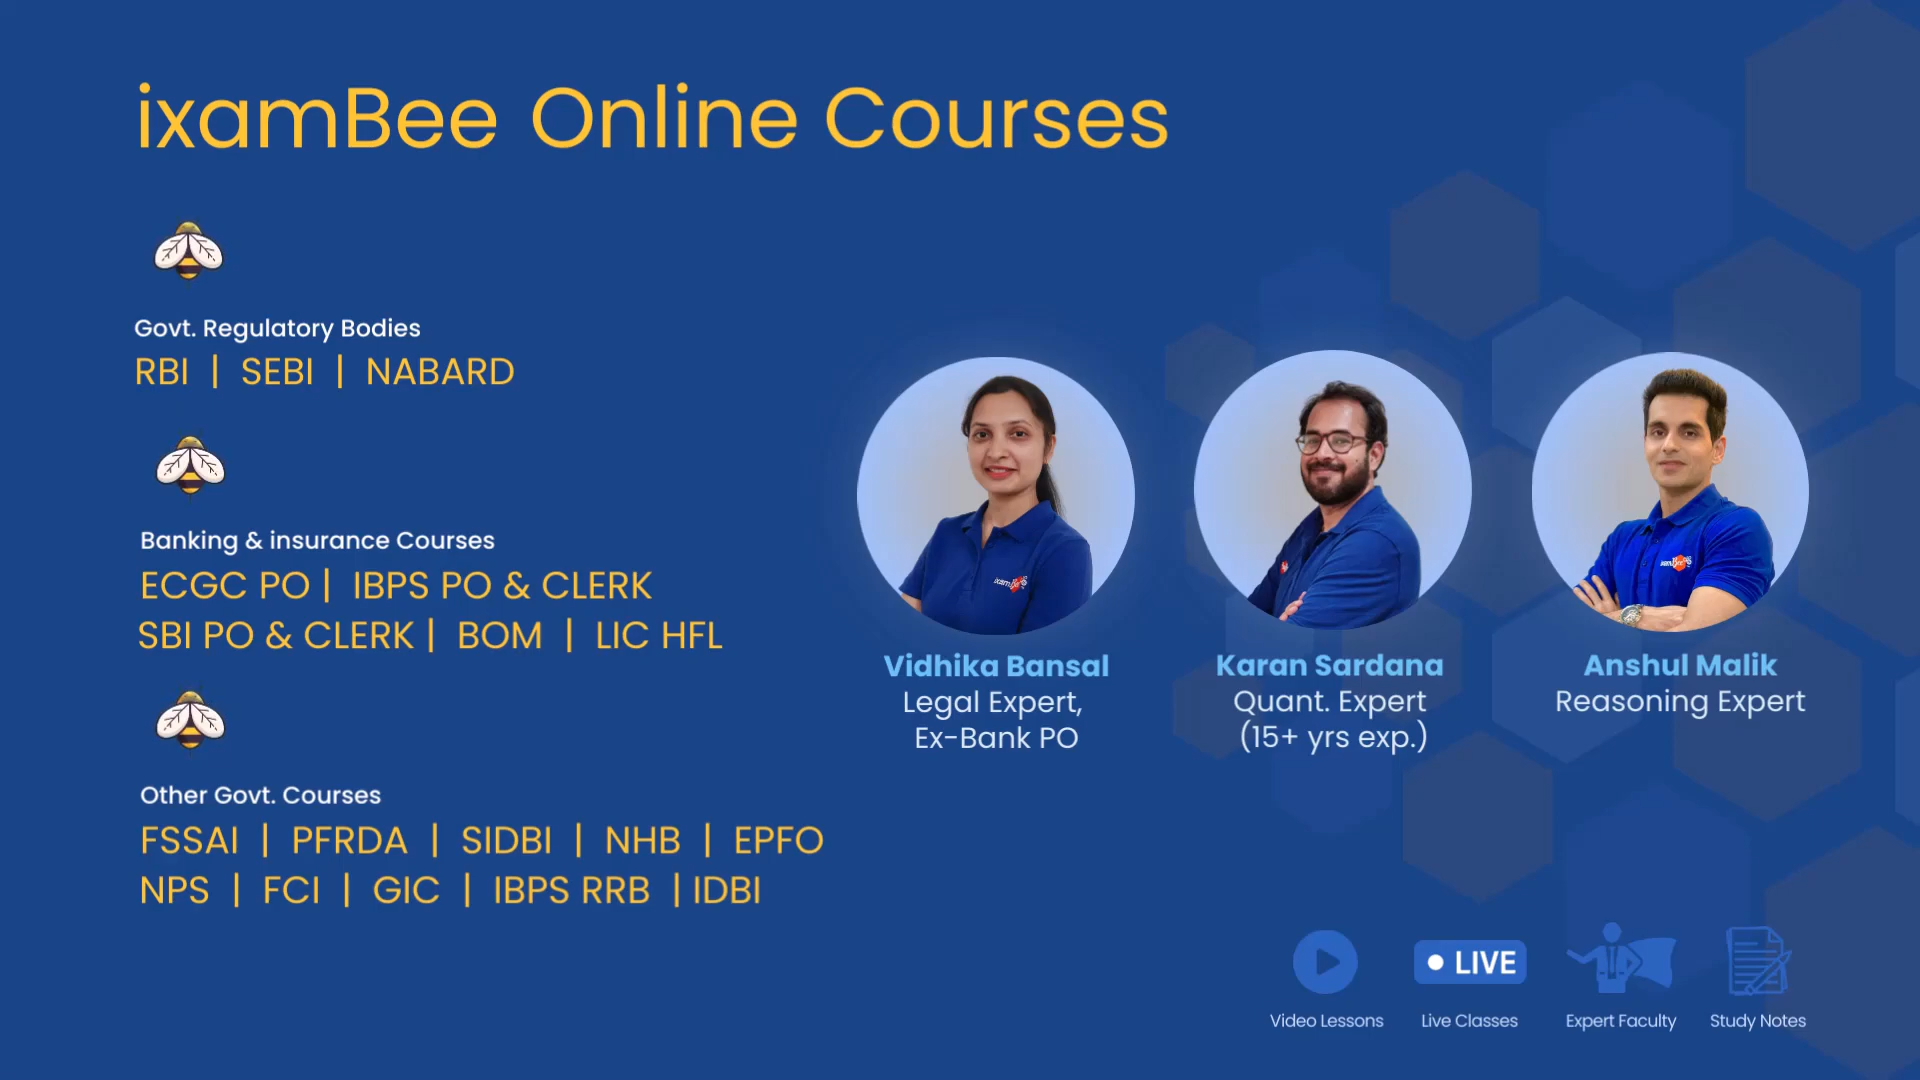 ixamBee Online Courses
Govt. Regulatory Bodies
RBI | SEBI | NABARD
Banking & insurance Courses
ECGC PO | IBPS PO & CLERK
SBI PO & CLERK | BOM | LIC HFL
Other Govt. Courses
FSSAI | PFRDA | SIDBI | NHB | EPFO
NPS | FCI | GIC | IBPS RRB | IDBI
Vidhika Bansal
Legal Expert,
Ex-Bank PO
Karan Sardana
Quant. Expert
(15+ yrs exp.)
Anshul Malik
Reasoning Expert
ixamBee
ixamBee
LIVE
Video Lessons
Live Classes
Expert Faculty
Study Notes